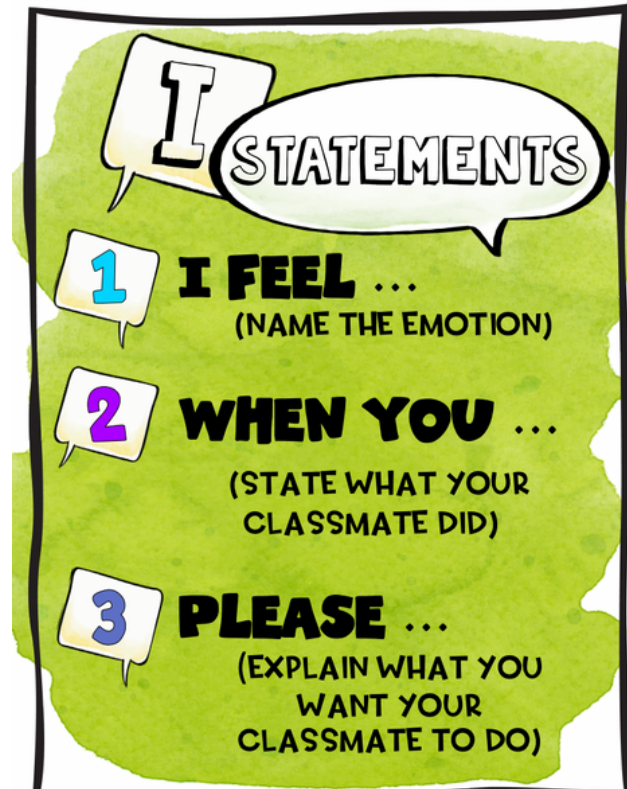 I STATEMENTS
1 I FEEL ...
(NAME THE EMOTION)
2 WHEN YOU ...
(STATE WHAT YOUR
CLASSMATE DID)
3 PLEASE ...
(EXPLAIN WHAT YOU
WANT YOUR
CLASSMATE TO DO)